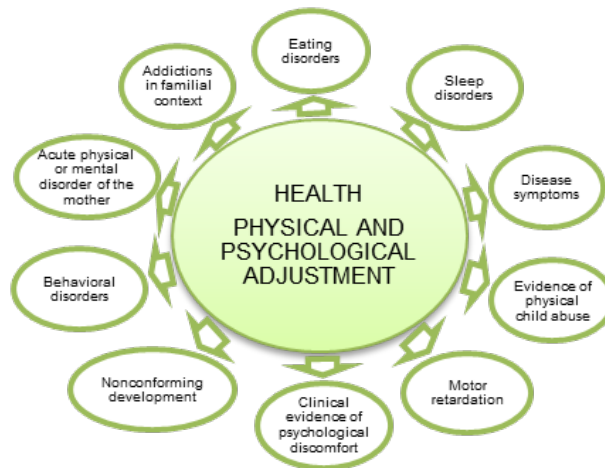 Eating
disorders
Sleep
disorders
Disease
symptoms
Evidence of
physical
child abuse
Motor
retardation
Clinical
evidence of
psychological
discomfort
Nonconforming
development
Behavioral
disorders
Acute physical
or mental
disorder of the
mother
Addictions
in familial
context
HEALTH
PHYSICAL AND
PSYCHOLOGICAL
ADJUSTMENT